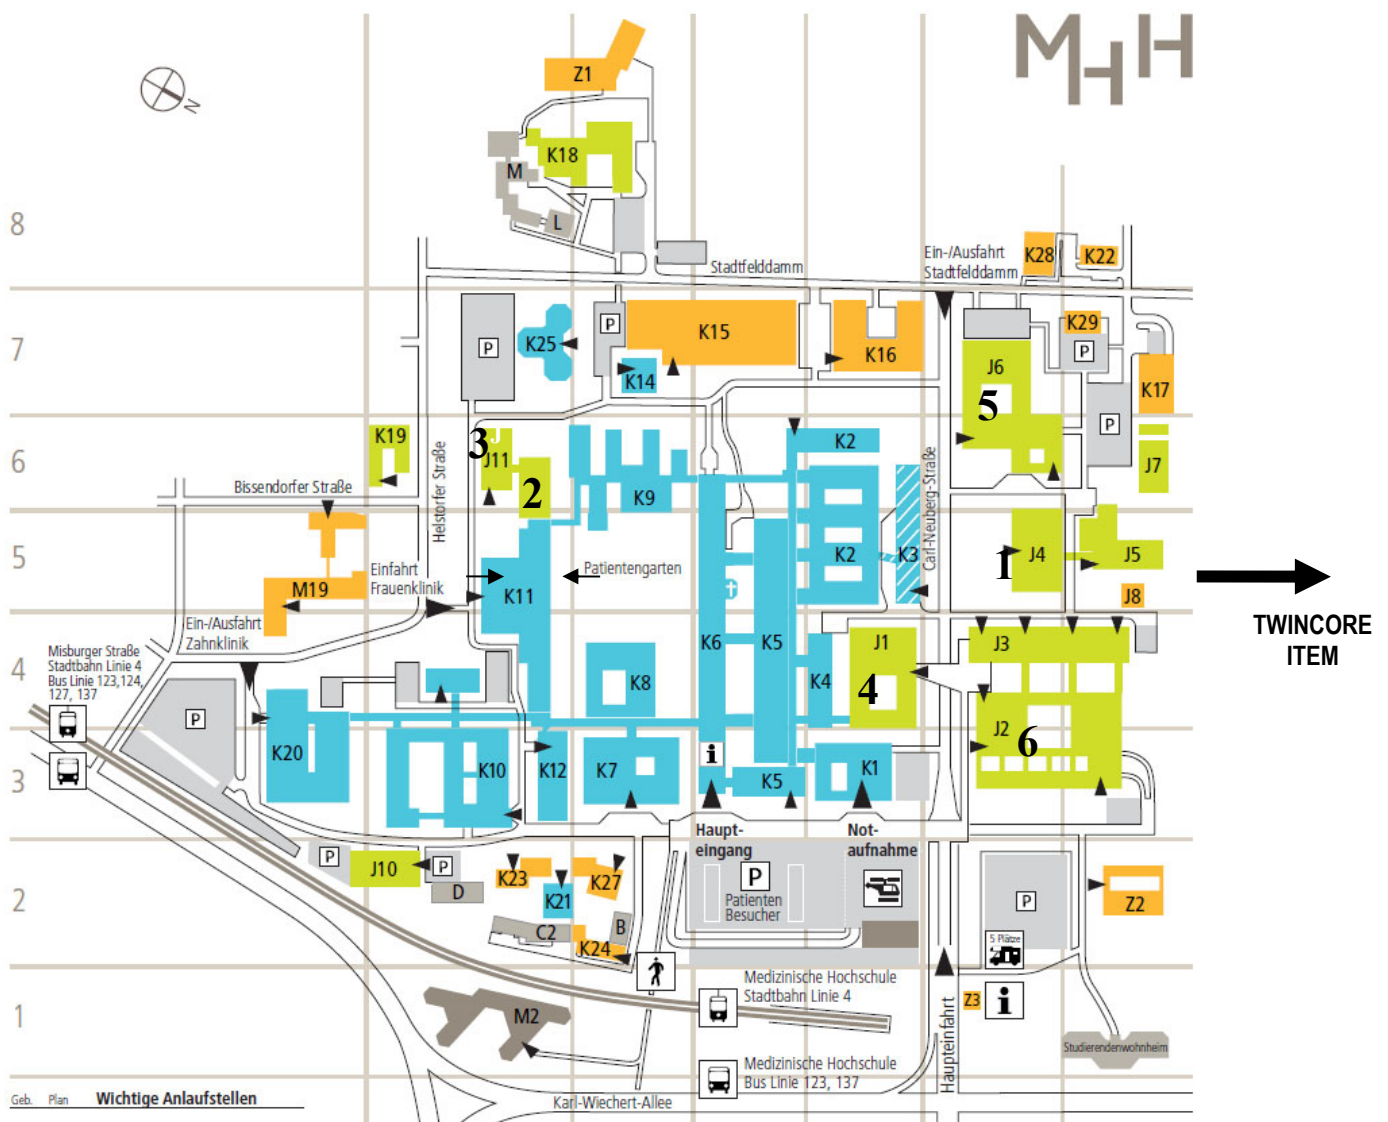 MHH
N
Z1
K18
M
L
8
Stadtfelddamm
Ein-/Ausfahrt
Stadtfelddamm
K28
K22
7
P
K25
P
K15
K14
K16
J6
K29
P
K17
5
P
6
K19
3
J
J11
2
K9
K2
J7
Bissendorfer Straße
Helstorfer Straße
Carl-Neuberg-Straße
5
M19
Einfahrt
Frauenklinik
K11
Patientengarten
K2
K3
1
J4
J5
J8
TWINCORE
ITEM
Ein-/Ausfahrt
Zahnklinik
4
Misburger Straße
Stadtbahn Linie 4
Bus Linie 123,124,
127, 137
K8
K6
K5
K4
J1
4
J3
P
K20
K10
K12
K7
i
K5
K1
J2
6
3
Haupt-
eingang
Not-
aufnahme
P
J10
P
D
K23
K21
K27
P
Patienten
Besucher
P
Z2
2
C2
B
K24
5 Plätze
Medizinische Hochschule
Stadtbahn Linie 4
Z3
i
1
M2
Haupteinfahrt
Studierendenwohnheim
Medizinische Hochschule
Bus Linie 123, 137
Geb. Plan Wichtige Anlaufstellen
Karl-Wiechert-Allee